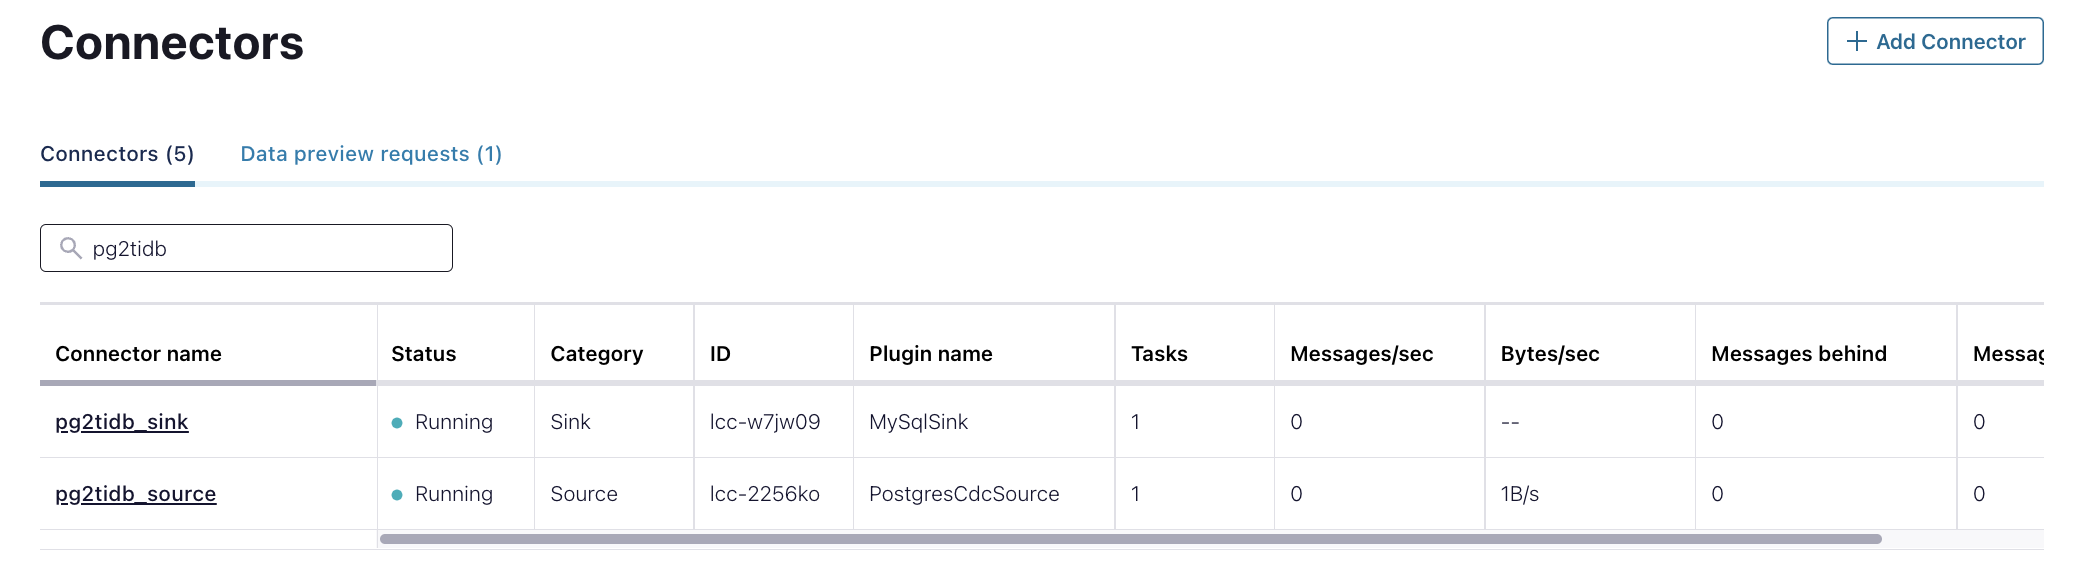 Connectors
+ Add Connector
Connectors (5) Data preview requests (1)
pg2tidb
Connector name Status Category ID Plugin name Tasks Messages/sec Bytes/sec Messages behind
pg2tidb_sink Running Sink lcc-w7jw09 MySqlSink 1 0 -- 0 0
pg2tidb_source Running Source lcc-2256ko PostgresCdcSource 1 0 1B/s 0 0